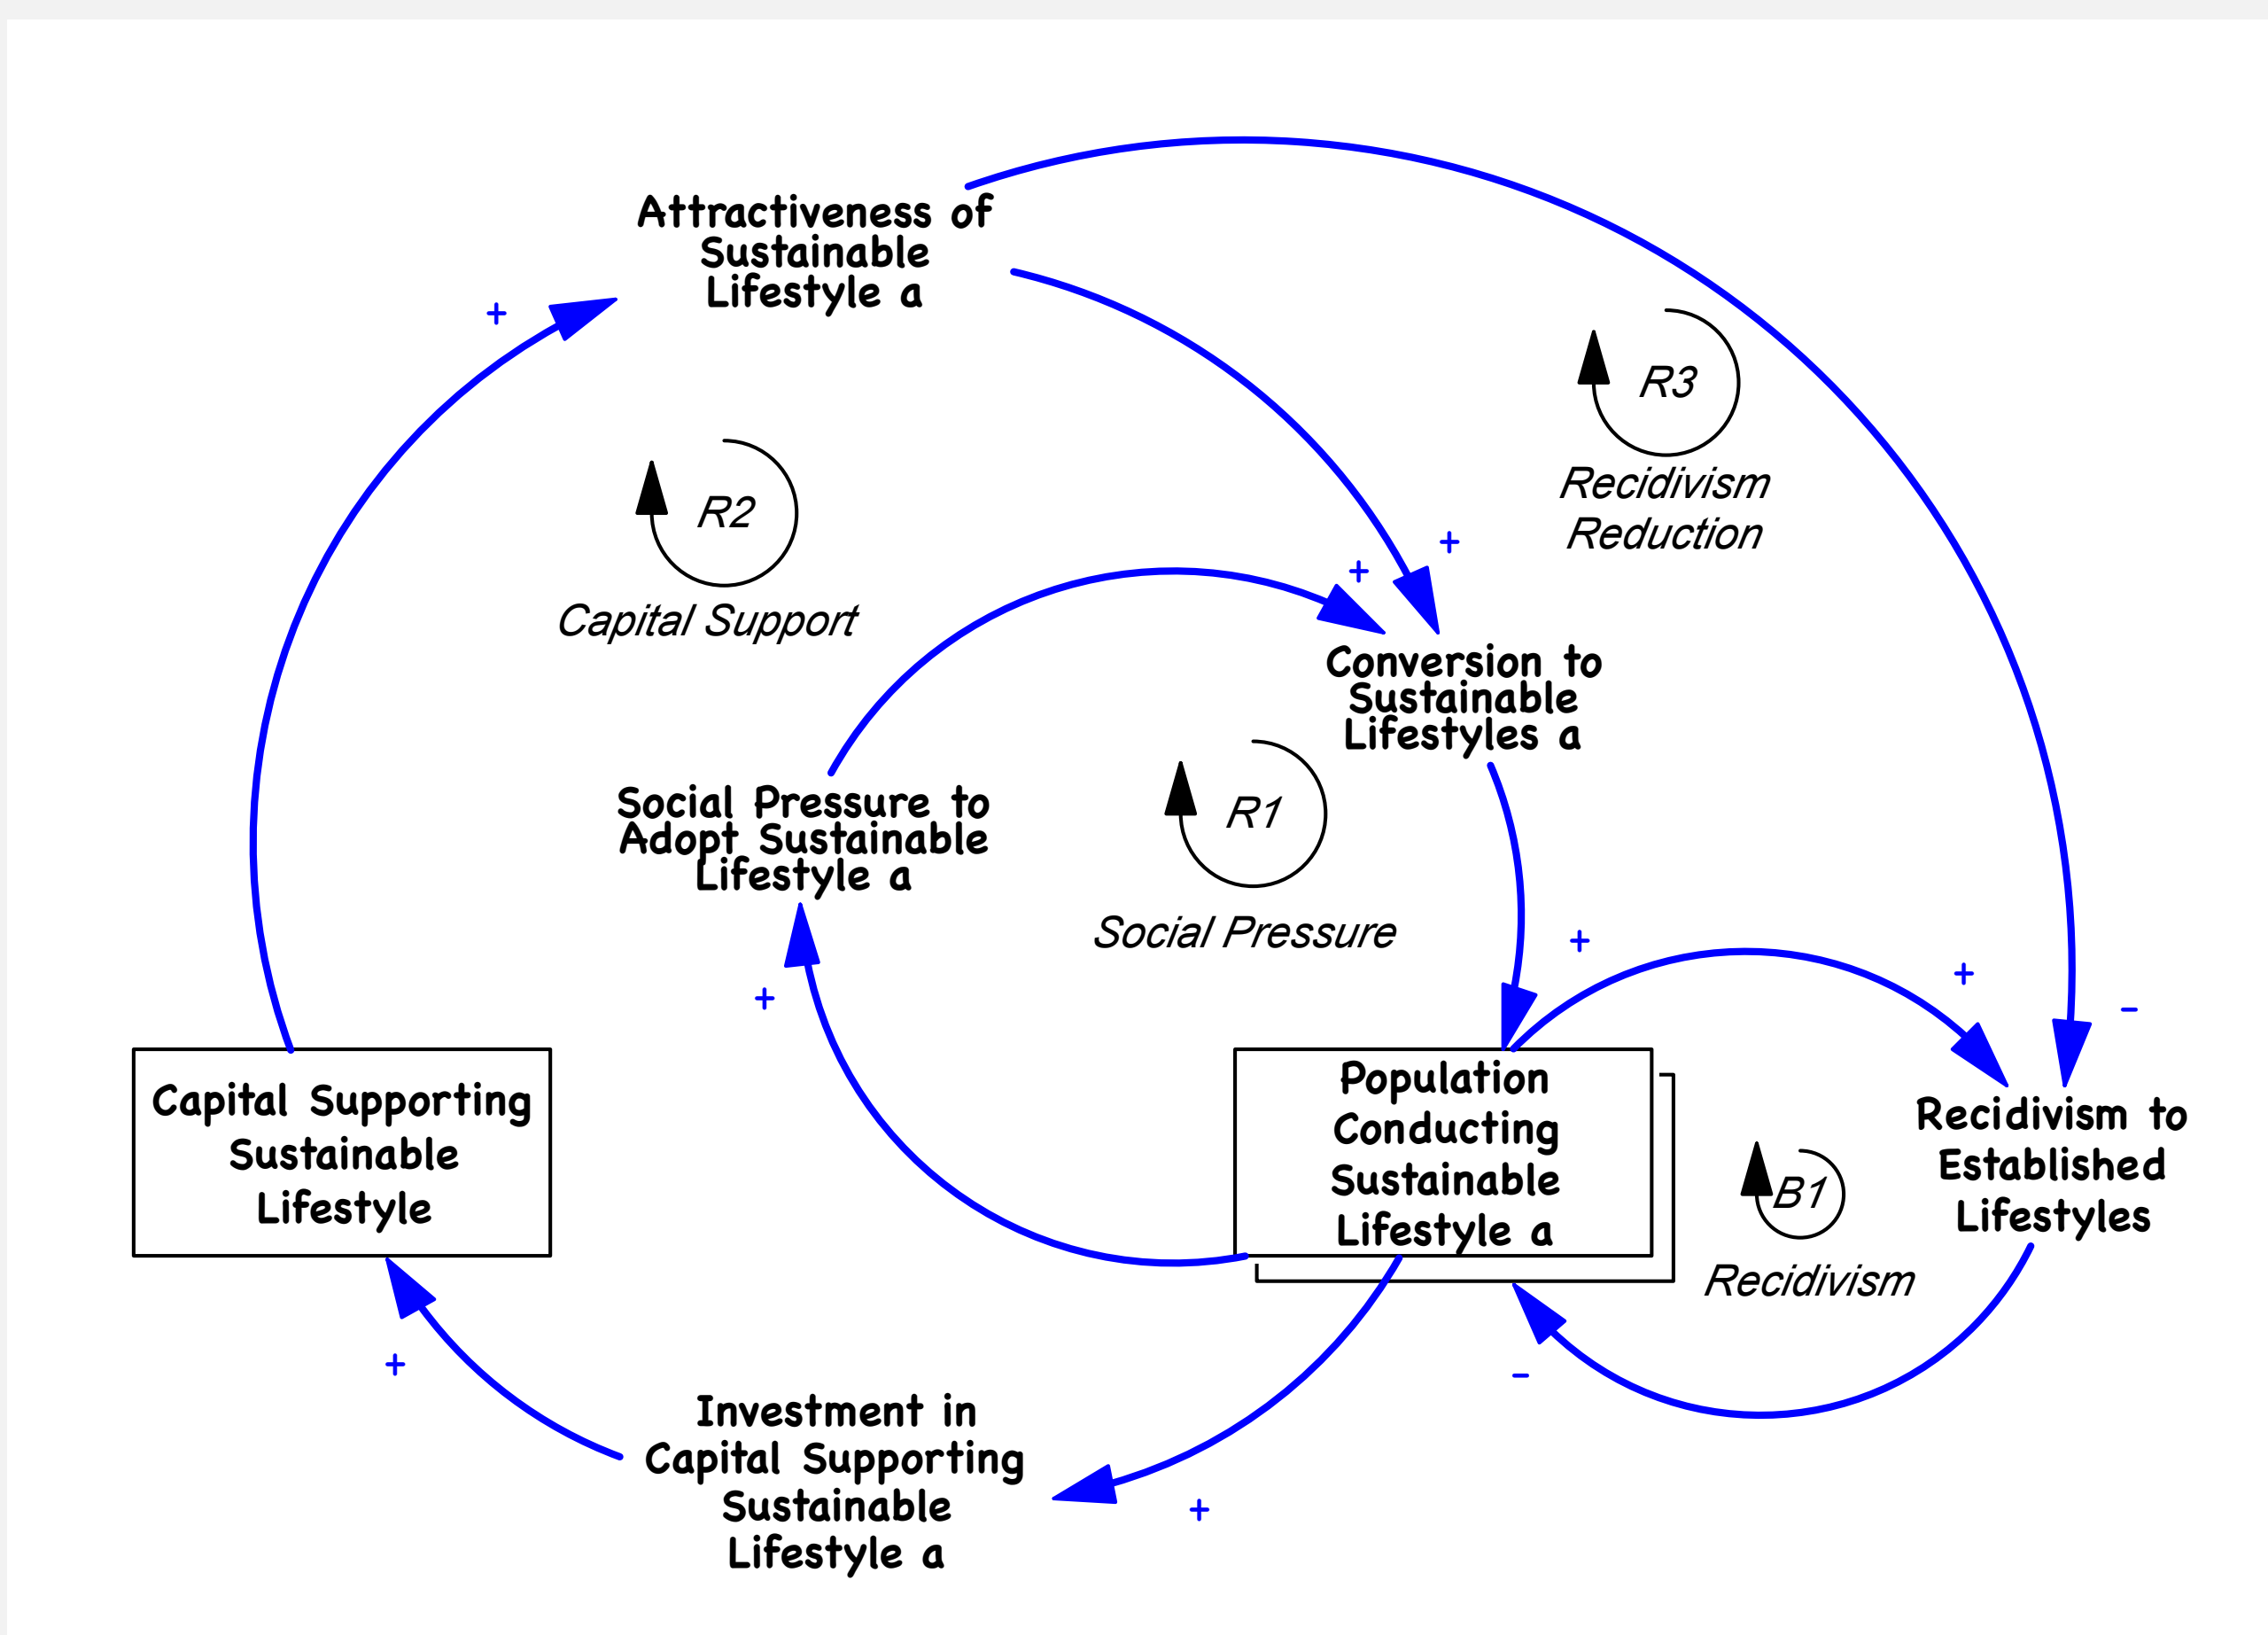 Attractiveness of
Sustainable
Lifestyle a
+
R3
Recidivism
Reduction
R2
Capital Support
+
+
Conversion to
Sustainable
Lifestyles a
Social Pressure to
Adopt Sustainable
Lifestyle a
R1
Social Pressure
+
+
+
-
Capital Supporting
Sustainable
Lifestyle
Population
Conducting
Sustainable
Lifestyle a
Recidivism to
Established
Lifestyles
B1
Recidivism
+
-
Investment in
Capital Supporting
Sustainable
Lifestyle a
+